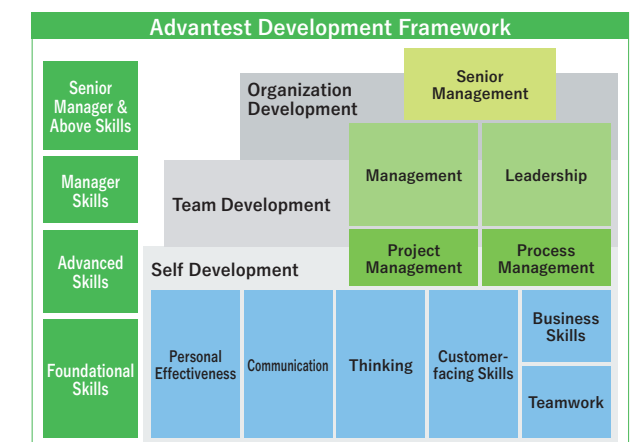 Advantest Development Framework
Senior
Manager &
Above Skills
Organization
Development
Senior
Management
Manager
Skills
Team Development
Management
Leadership
Advanced
Skills
Self Development
Project
Management
Process
Management
Foundational
Skills
Personal
Effectiveness
Communication
Thinking
Customer-
facing Skills
Business
Skills
Teamwork